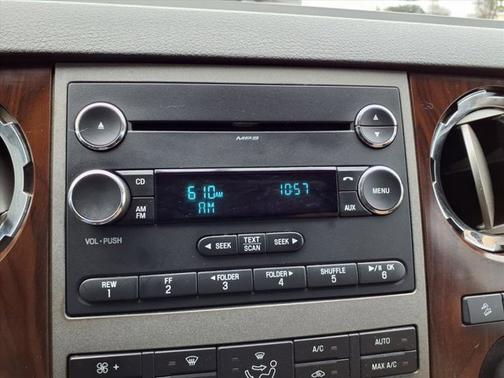 MP3
CD
610 AM
AM
10:57
MENU
AM FM
AUX
VOL • PUSH
◄ SEEK
TEXT SCAN
SEEK ►
REW 1
FF 2
◄ FOLDER 3
FOLDER ► 4
SHUFFLE 5
►/II OK 6
A/C
AUTO
A/C
MAX A/C